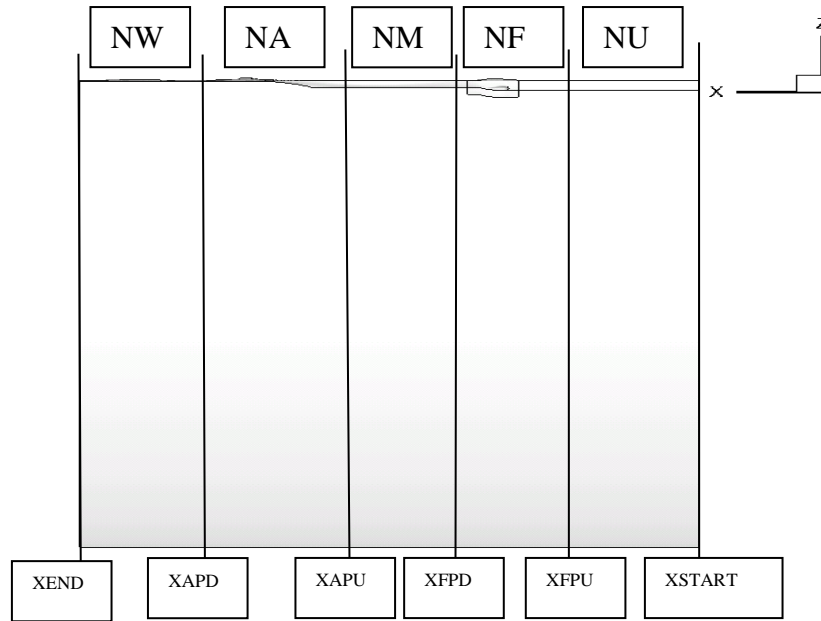 NW
NA
NM
NF
NU
z
x
XEND
XAPD
XAPU
XFPD
XFPU
XSTART